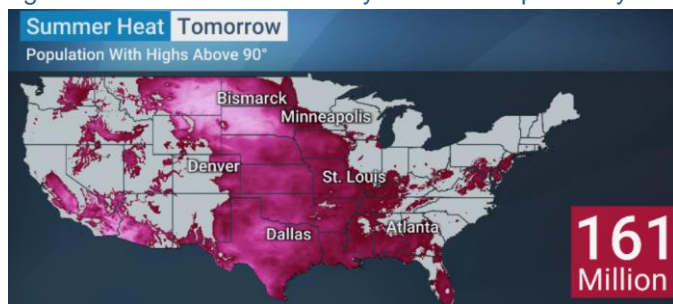 Summer Heat Tomorrow
Population With Highs Above 90°
Bismarck
Minneapolis
Denver
St. Louis
Dallas
Atlanta
161
Million